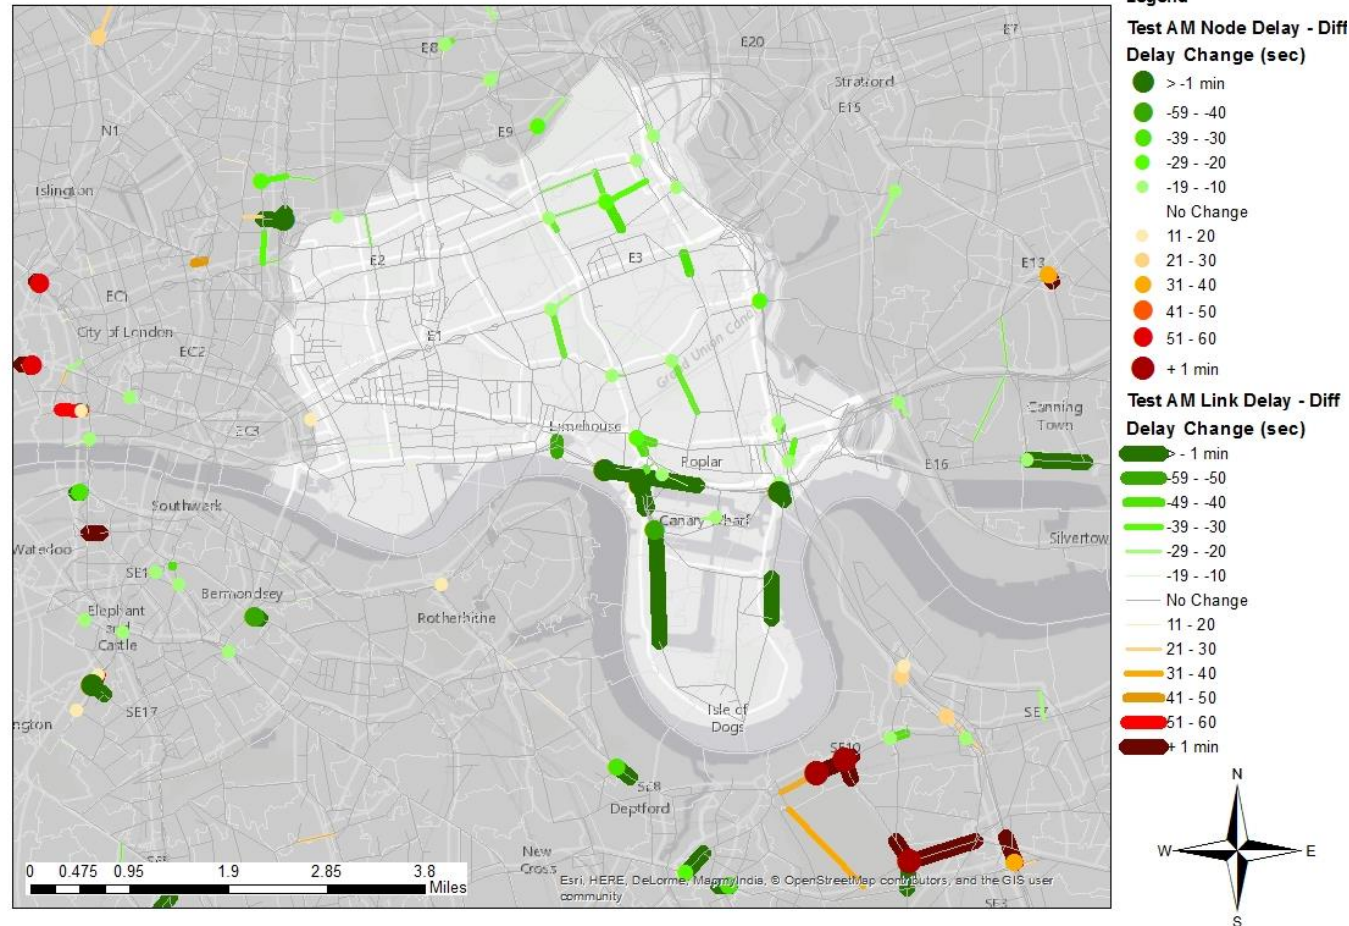 Legend
Test AM Node Delay - Diff
Delay Change (sec)
> -1 min
-59 - -40
-39 - -30
-29 - -20
-19 - -10
No Change
11 - 20
21 - 30
31 - 40
41 - 50
51 - 60
+ 1 min
Test AM Link Delay - Diff
Delay Change (sec)
> - 1 min
-59 - -50
-49 - -40
-39 - -30
-29 - -20
-19 - -10
No Change
11 - 20
21 - 30
31 - 40
41 - 50
51 - 60
+ 1 min
N
W
E
S
E8
E20
E7
Stratford
E15
N1
E9
Islington
E2
E3
E13
EC1
City of London
EC2
E1
Grand Union Canal
EC3
Limehouse
Poplar
Canning
Town
E16
Southwark
Canary Wharf
Silvertow
Waterloo
SE1
Bermondsey
Elephant
and
Castle
Rotherhithe
SE17
ngton
Isle of
Dogs
SE7
SE10
SE8
Deptford
New
Cross
SE5
SE3
0 0.475 0.95 1.9 2.85 3.8
Miles
Esri, HERE, DeLorme, MapmyIndia, © OpenStreetMap contributors, and the GIS user
community